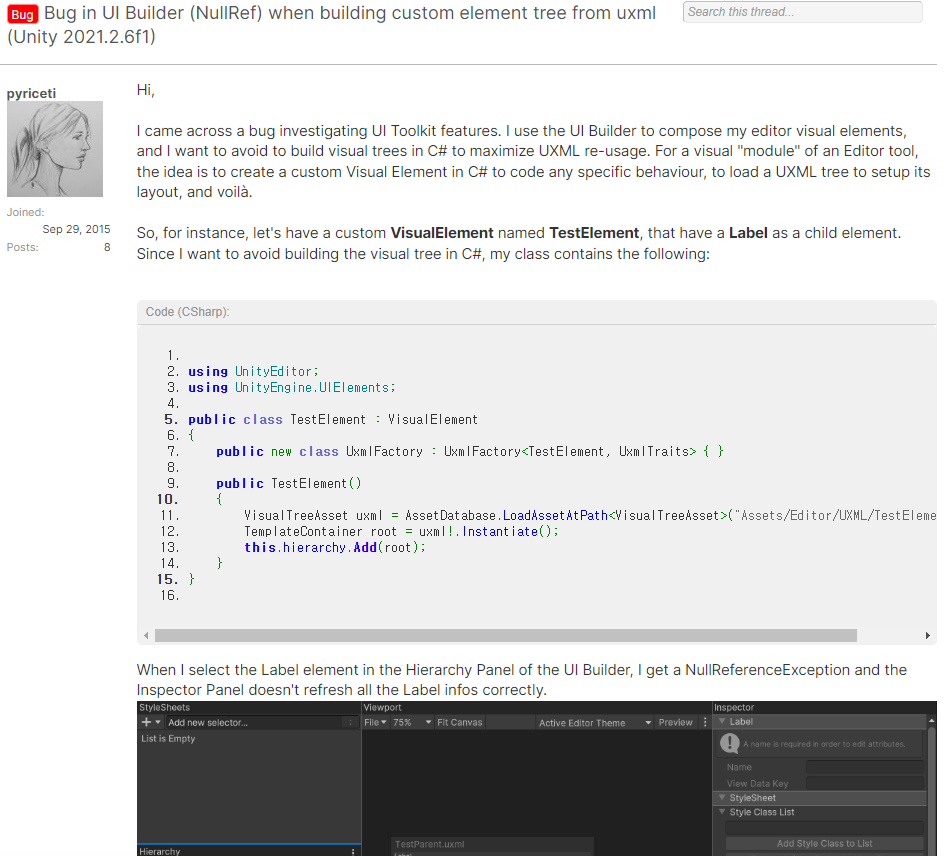 Bug Bug in UI Builder (NullRef) when building custom element tree from uxml
(Unity 2021.2.6f1)
Search this thread...
pyriceti
Joined:
Sep 29, 2015
Posts: 8
Hi,
I came across a bug investigating UI Toolkit features. I use the UI Builder to compose my editor visual elements,
and I want to avoid to build visual trees in C# to maximize UXML re-usage. For a visual "module" of an Editor tool,
the idea is to create a custom Visual Element in C# to code any specific behaviour, to load a UXML tree to setup its
layout, and voilà.
So, for instance, let's have a custom VisualElement named TestElement, that have a Label as a child element.
Since I want to avoid building the visual tree in C#, my class contains the following:
Code (CSharp):
1.
2. using UnityEditor;
3. using UnityEngine.UIElements;
4.
5. public class TestElement : VisualElement
6. {
7. public new class UxmlFactory : UxmlFactory<TestElement, UxmlTraits> { }
8.
9. public TestElement()
10. {
11. VisualTreeAsset uxml = AssetDatabase.LoadAssetAtPath<VisualTreeAsset>("Assets/Editor/UXML/TestEleme
12. TemplateContainer root = uxml!.Instantiate();
13. this.hierarchy.Add(root);
14. }
15. }
16.
When I select the Label element in the Hierarchy Panel of the UI Builder, I get a NullReferenceException and the
Inspector Panel doesn't refresh all the Label infos correctly.
StyleSheets
Add new selector...
List is Empty
Hierarchy
Viewport
File 75% Fit Canvas Active Editor Theme Preview
TestParent.uxml
Label
Inspector
Label
A name is required in order to edit attributes.
Name
View Data Key
StyleSheet
Style Class List
Add Style Class to List